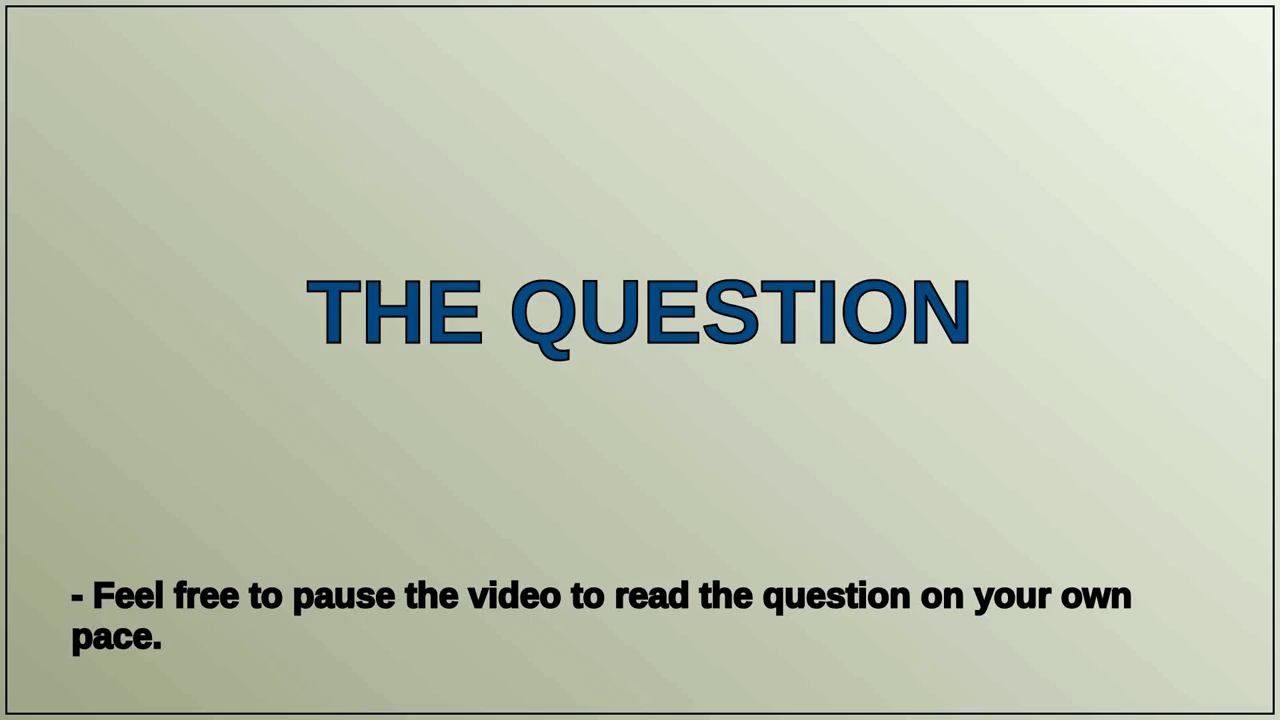 THE QUESTION
- Feel free to pause the video to read the question on your own
pace.